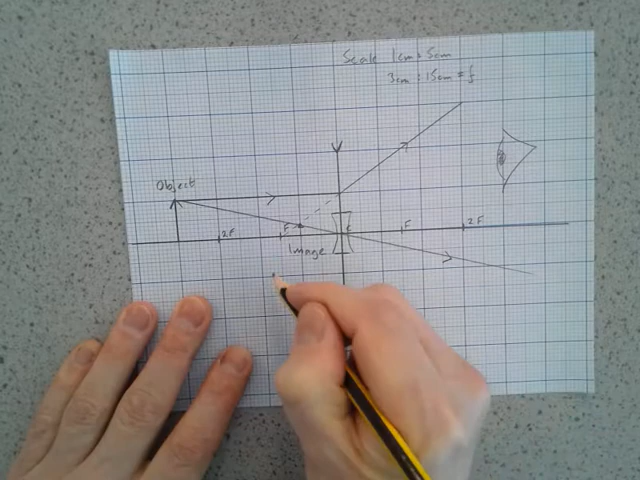 Scale 1cm : 5cm
3cm : 15cm = f
Object
2F
F
F
2F
Image